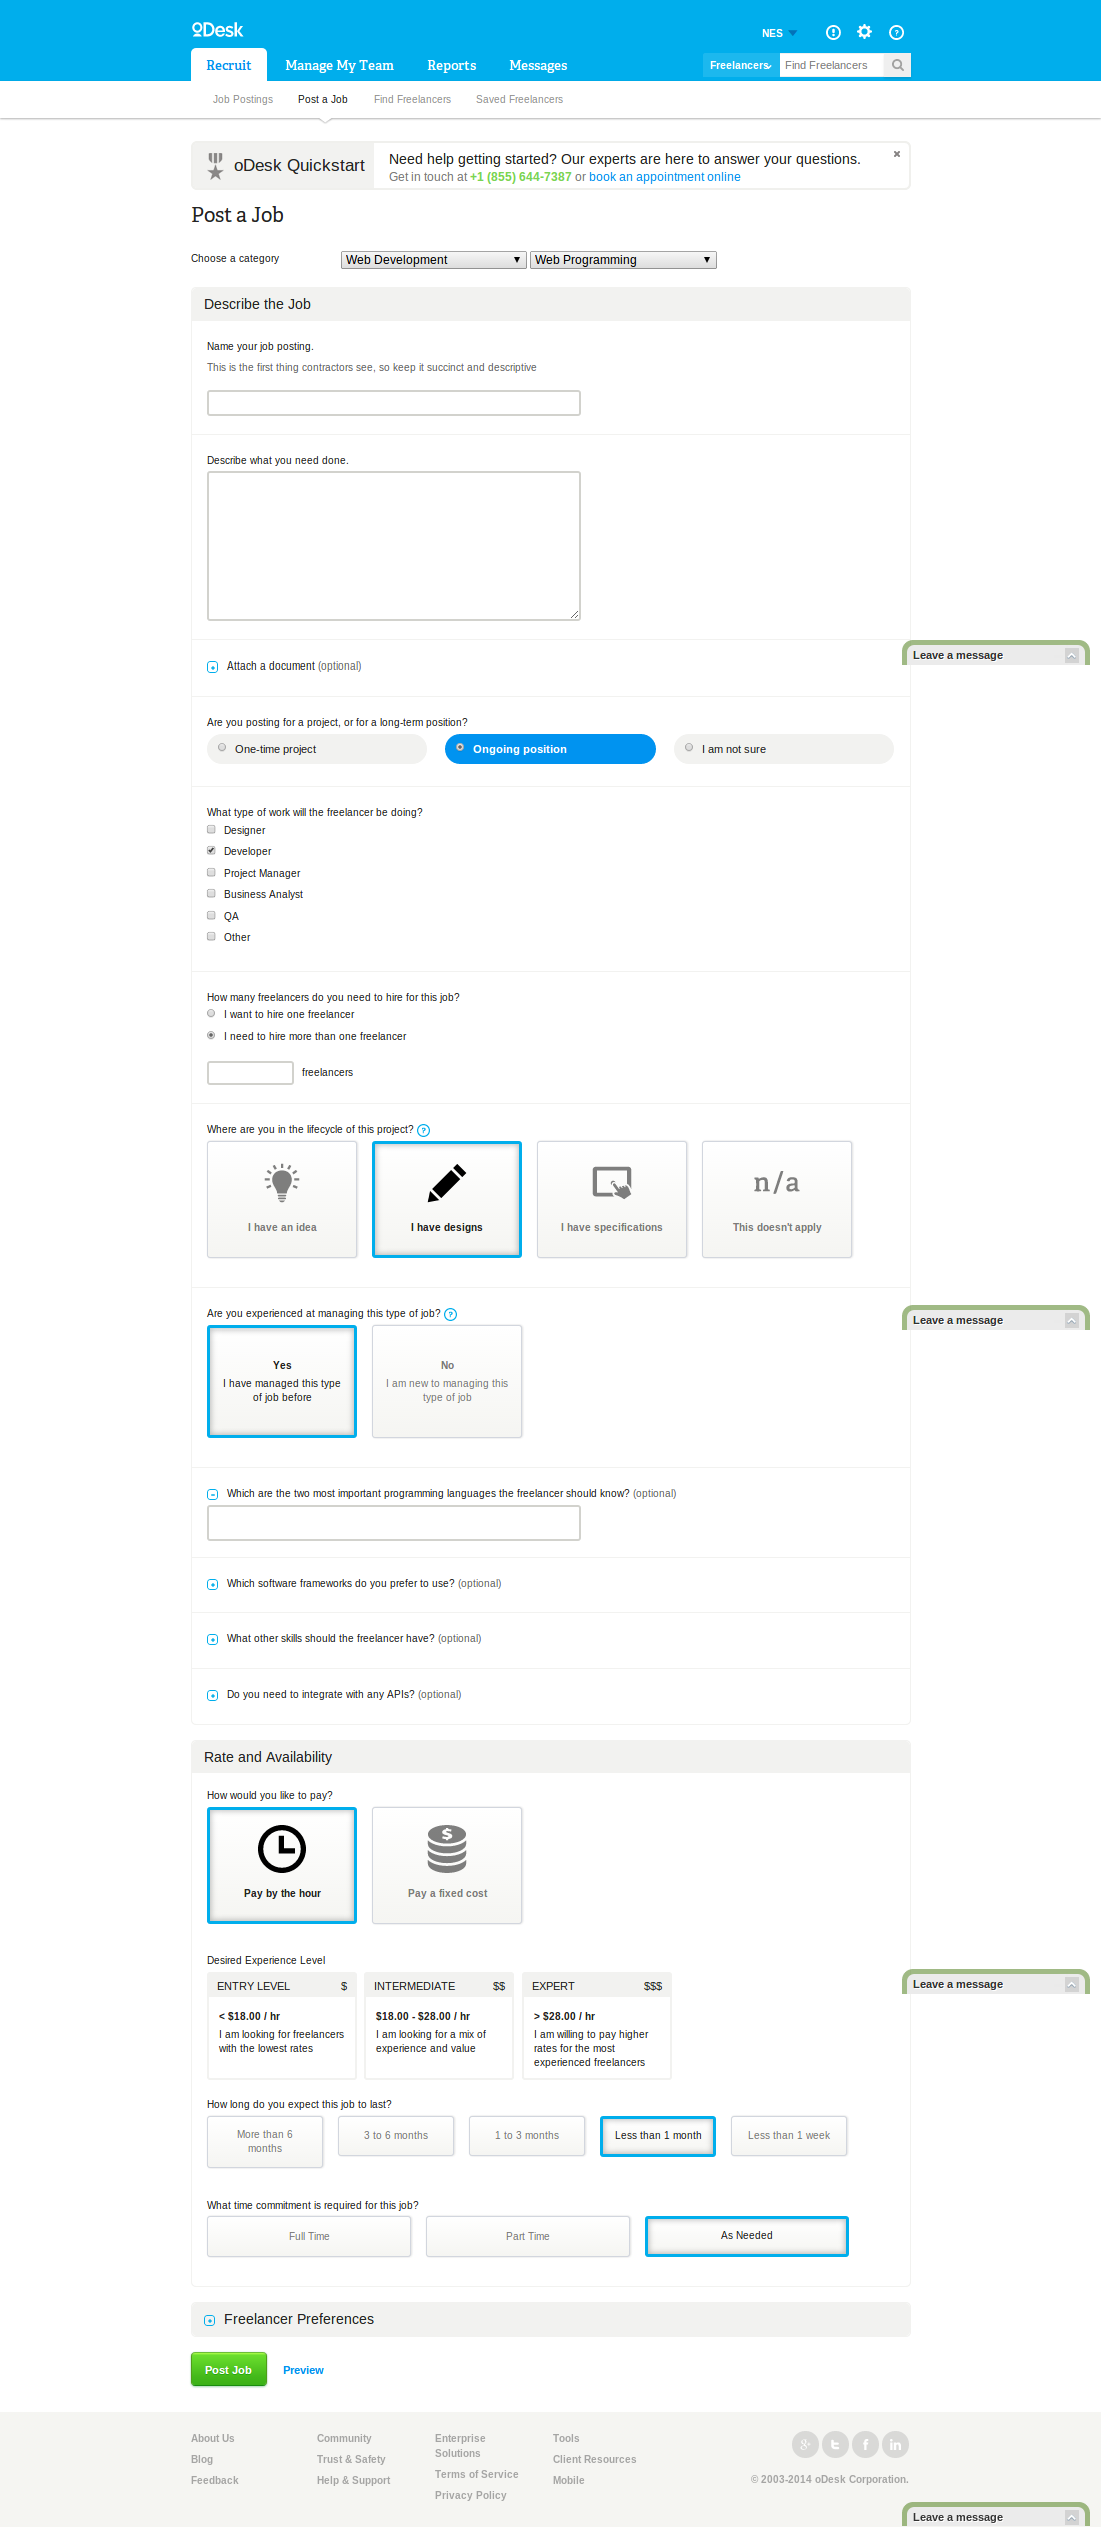 oDesk
NES
Recruit Manage My Team Reports Messages
Freelancers Find Freelancers
Job Postings Post a Job Find Freelancers Saved Freelancers
oDesk Quickstart
Need help getting started? Our experts are here to answer your questions.
Get in touch at +1 (855) 644-7387 or book an appointment online
Post a Job
Choose a category Web Development Web Programming
Describe the Job
Name your job posting.
This is the first thing contractors see, so keep it succinct and descriptive
Describe what you need done.
Attach a document (optional)
Leave a message
Are you posting for a project, or for a long-term position?
One-time project Ongoing position I am not sure
What type of work will the freelancer be doing?
Designer
Developer
Project Manager
Business Analyst
QA
Other
How many freelancers do you need to hire for this job?
I want to hire one freelancer
I need to hire more than one freelancer
freelancers
Where are you in the lifecycle of this project? ?
n/a
I have an idea I have designs I have specifications This doesn't apply
Are you experienced at managing this type of job? ?
Leave a message
Yes No
I have managed this type I am new to managing this
of job before type of job
Which are the two most important programming languages the freelancer should know? (optional)
Which software frameworks do you prefer to use? (optional)
What other skills should the freelancer have? (optional)
Do you need to integrate with any APIs? (optional)
Rate and Availability
How would you like to pay?
Pay by the hour Pay a fixed cost
Desired Experience Level
Leave a message
ENTRY LEVEL $ INTERMEDIATE $$ EXPERT $$$
< $18.00 / hr $18.00 - $28.00 / hr > $28.00 / hr
I am looking for freelancers I am looking for a mix of I am willing to pay higher
with the lowest rates experience and value rates for the most
experienced freelancers
How long do you expect this job to last?
More than 6 3 to 6 months 1 to 3 months Less than 1 month Less than 1 week
months
What time commitment is required for this job?
Full Time Part Time As Needed
Freelancer Preferences
Post Job Preview
About Us Community Enterprise Tools
Solutions
Blog Trust & Safety Client Resources
Terms of Service
Feedback Help & Support Mobile © 2003-2014 oDesk Corporation.
Privacy Policy
Leave a message